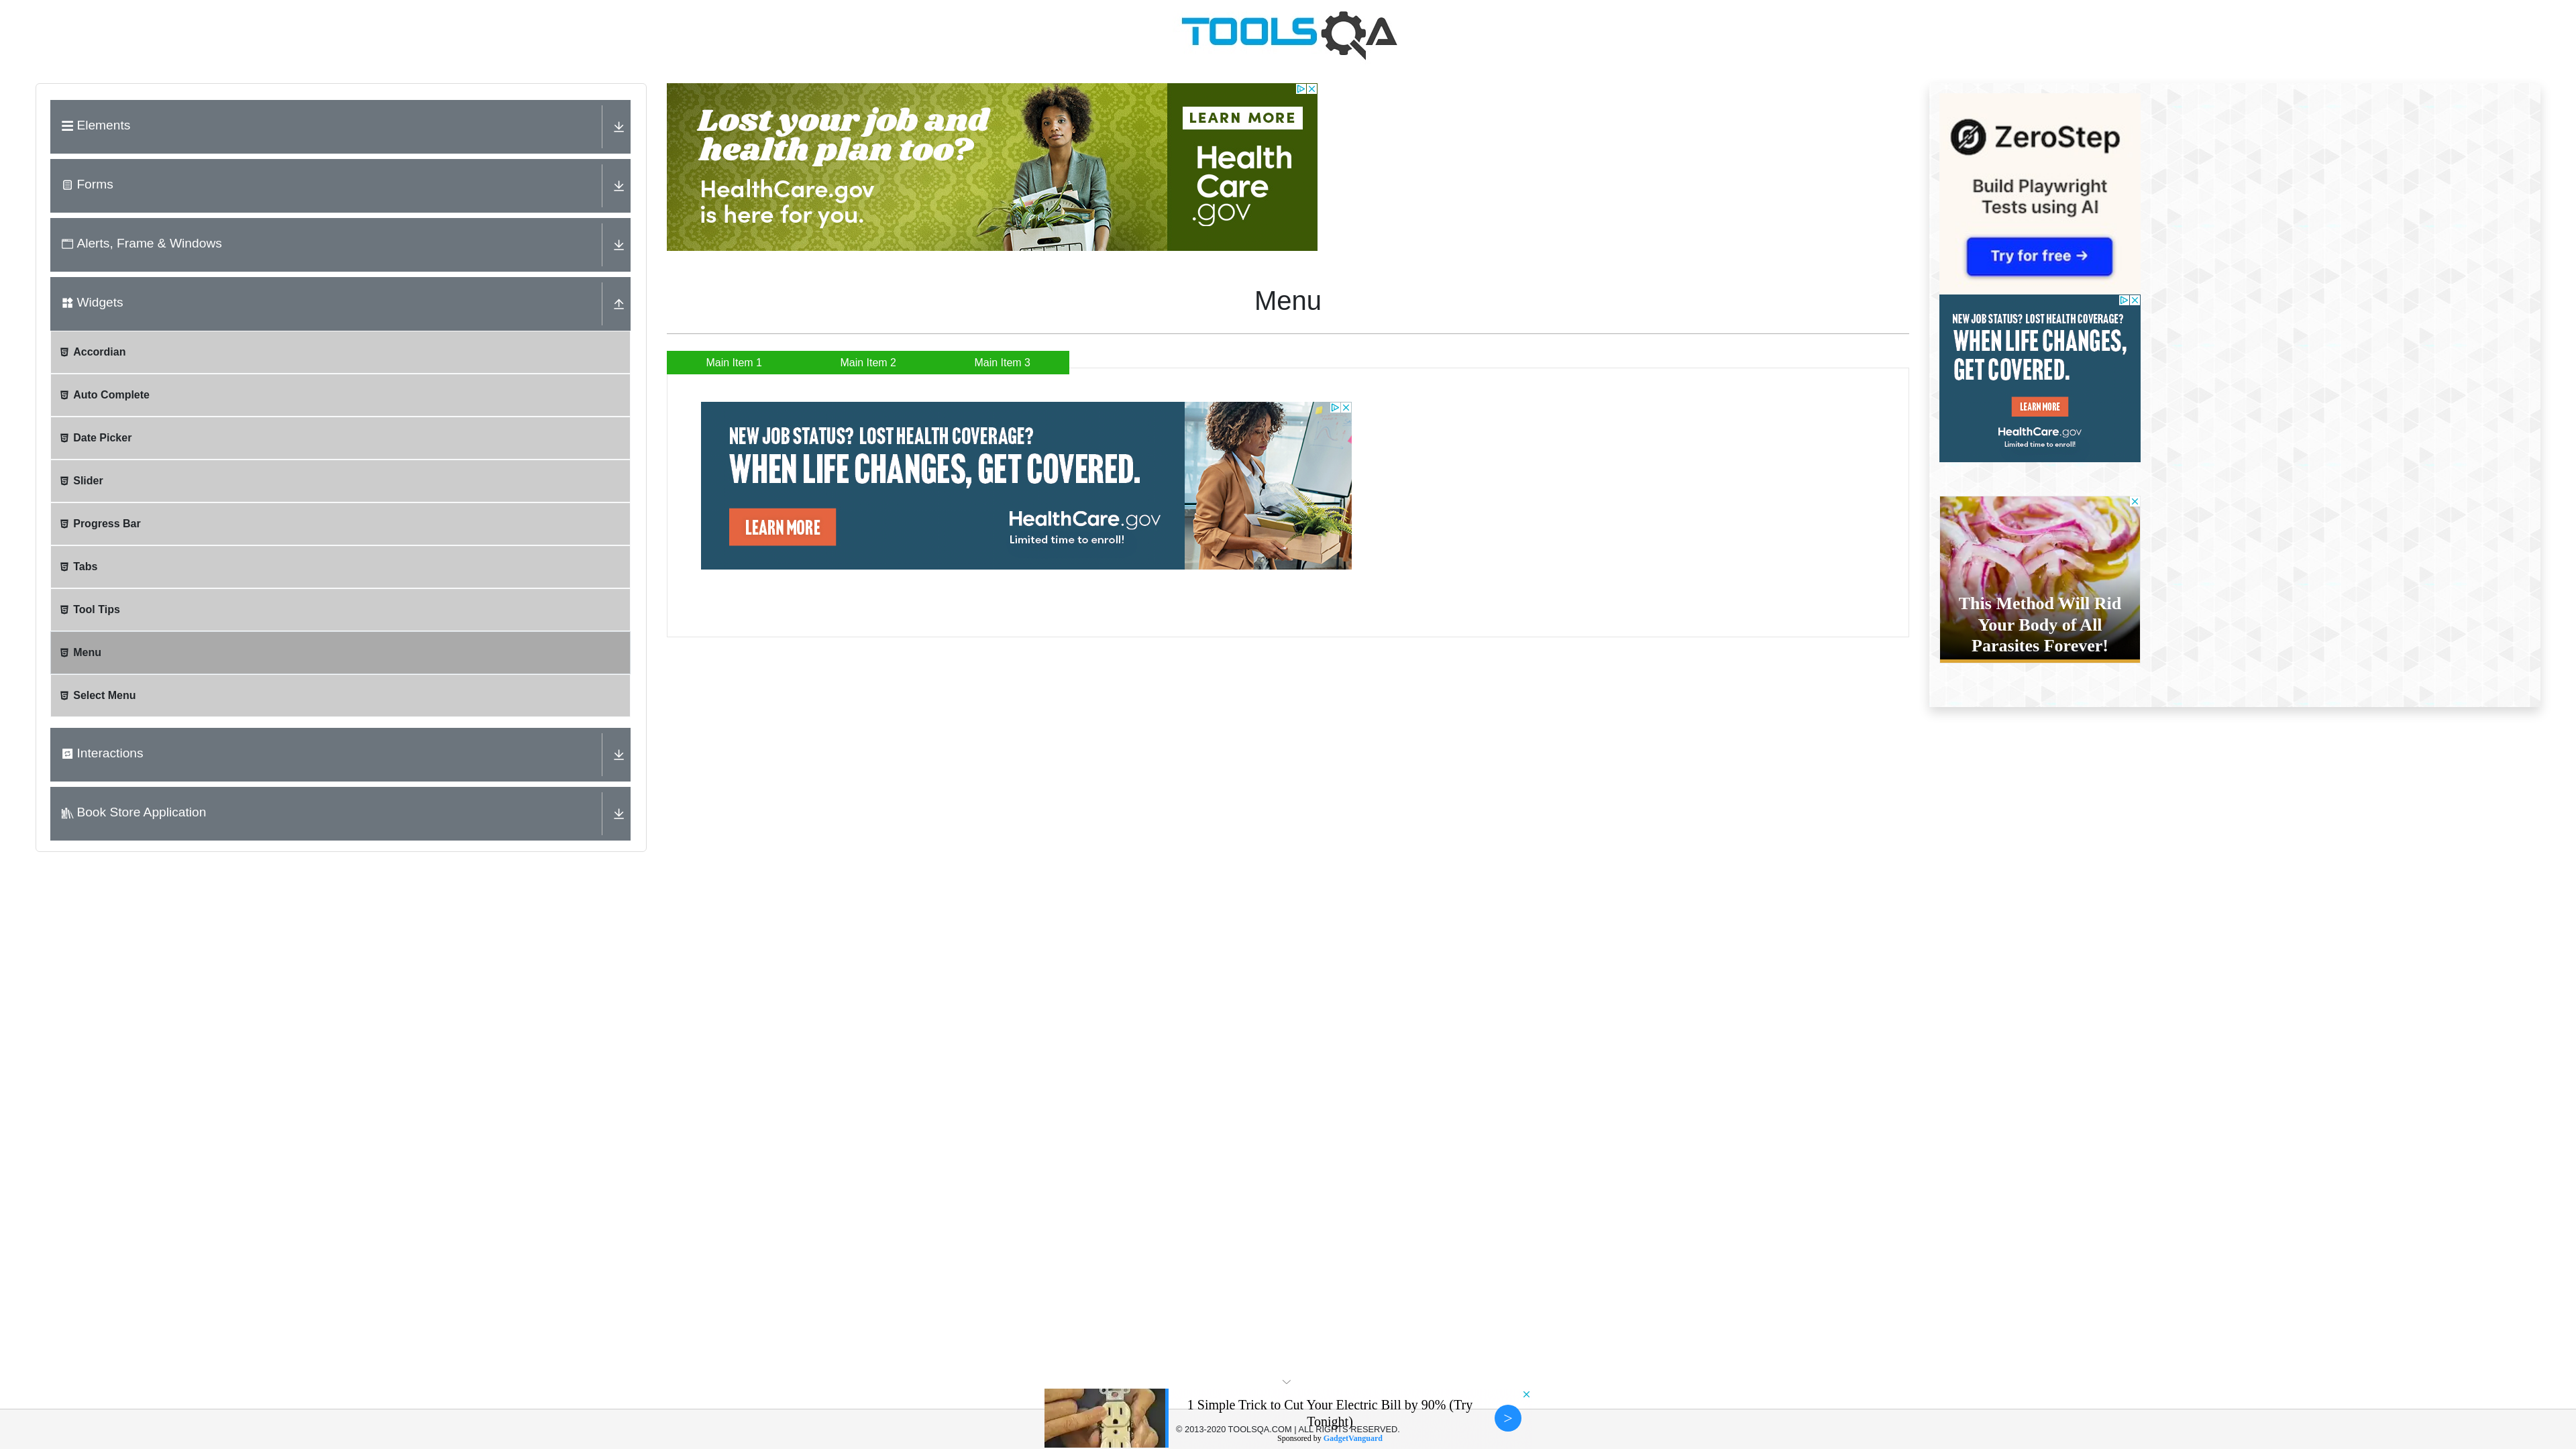 TOOLSQA
Elements
Forms
Alerts, Frame & Windows
Widgets
Accordian
Auto Complete
Date Picker
Slider
Progress Bar
Tabs
Tool Tips
Menu
Select Menu
Interactions
Book Store Application
Lost your job and
health plan too?
HealthCare.gov
is here for you.
LEARN MORE
Health
Care
.gov
Menu
Main Item 1
Main Item 2
Main Item 3
NEW JOB STATUS? LOST HEALTH COVERAGE?
WHEN LIFE CHANGES, GET COVERED.
LEARN MORE
HealthCare.gov
Limited time to enroll!
ZeroStep
Build Playwright
Tests using AI
Try for free →
NEW JOB STATUS? LOST HEALTH COVERAGE?
WHEN LIFE CHANGES,
GET COVERED.
LEARN MORE
HealthCare.gov
Limited time to enroll!
This Method Will Rid
Your Body of All
Parasites Forever!
1 Simple Trick to Cut Your Electric Bill by 90% (Try
Tonight)
© 2013-2020 TOOLSQA.COM | ALL RIGHTS RESERVED.
Sponsored by GadgetVanguard
>